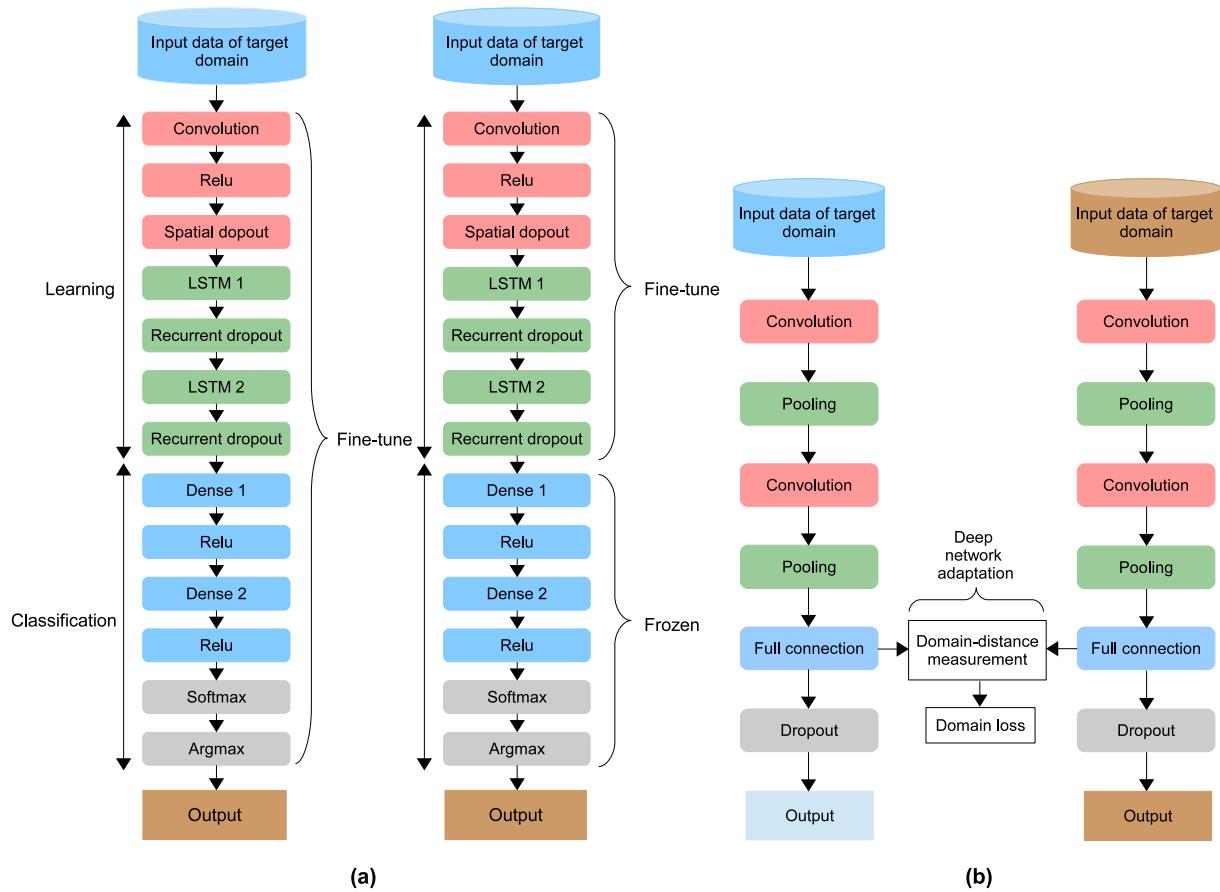 Input data of target
domain
Convolution
Relu
Spatial dopout
LSTM 1
Recurrent dropout
LSTM 2
Recurrent dropout
Dense 1
Relu
Dense 2
Relu
Softmax
Argmax
Output
Learning
Classification
Fine-tune
Input data of target
domain
Convolution
Relu
Spatial dopout
LSTM 1
Recurrent dropout
LSTM 2
Recurrent dropout
Dense 1
Relu
Dense 2
Relu
Softmax
Argmax
Output
Fine-tune
Frozen
(a)
Input data of target
domain
Convolution
Pooling
Convolution
Pooling
Full connection
Dropout
Output
Deep
network
adaptation
Domain-distance
measurement
Domain loss
Input data of target
domain
Convolution
Pooling
Convolution
Pooling
Full connection
Dropout
Output
(b)